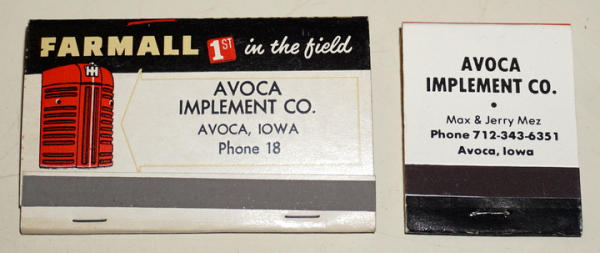 FARMALL 1ST in the field
AVOCA
IMPLEMENT CO.
AVOCA, IOWA
Phone 18
AVOCA
IMPLEMENT CO.
•
Max & Jerry Mez
Phone 712-343-6351
Avoca, Iowa